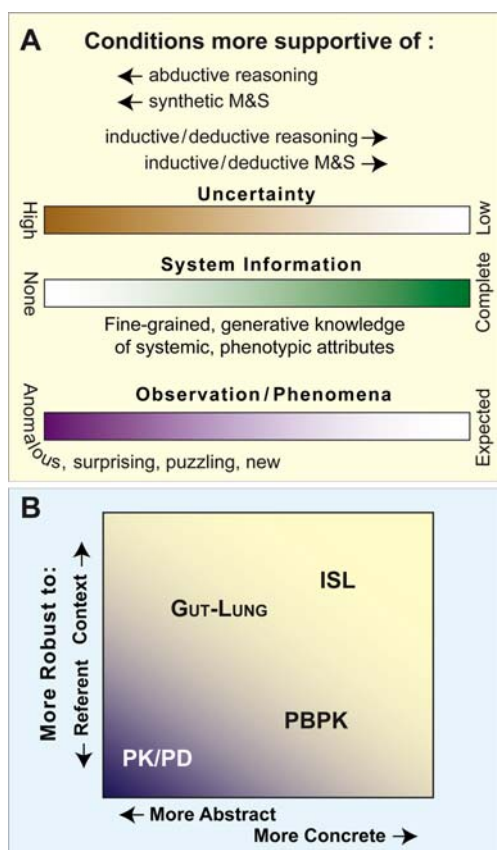 A
Conditions more supportive of :
← abductive reasoning
← synthetic M&S
inductive/deductive reasoning →
inductive/deductive M&S →
Uncertainty
High
Low
System Information
None
Complete
Fine-grained, generative knowledge
of systemic, phenotypic attributes
Observation/Phenomena
Anomalous, surprising, puzzling, new
Expected
B
More Robust to:
← Referent Context →
ISL
GUT-LUNG
PBPK
PK/PD
← More Abstract
More Concrete →